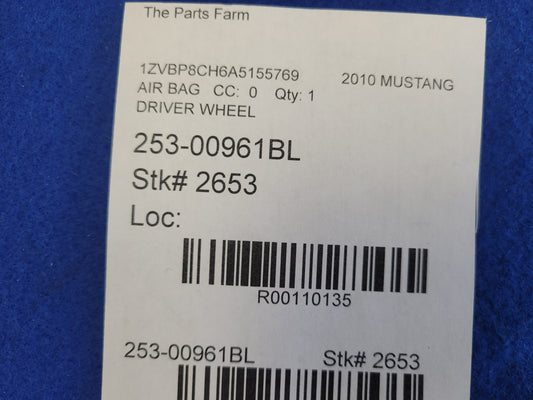 The Parts Farm
1ZVBP8CH6A5155769 2010 MUSTANG
AIR BAG CC: 0 Qty: 1
DRIVER WHEEL
253-00961BL
Stk# 2653
Loc:
R00110135
253-00961BL Stk# 2653